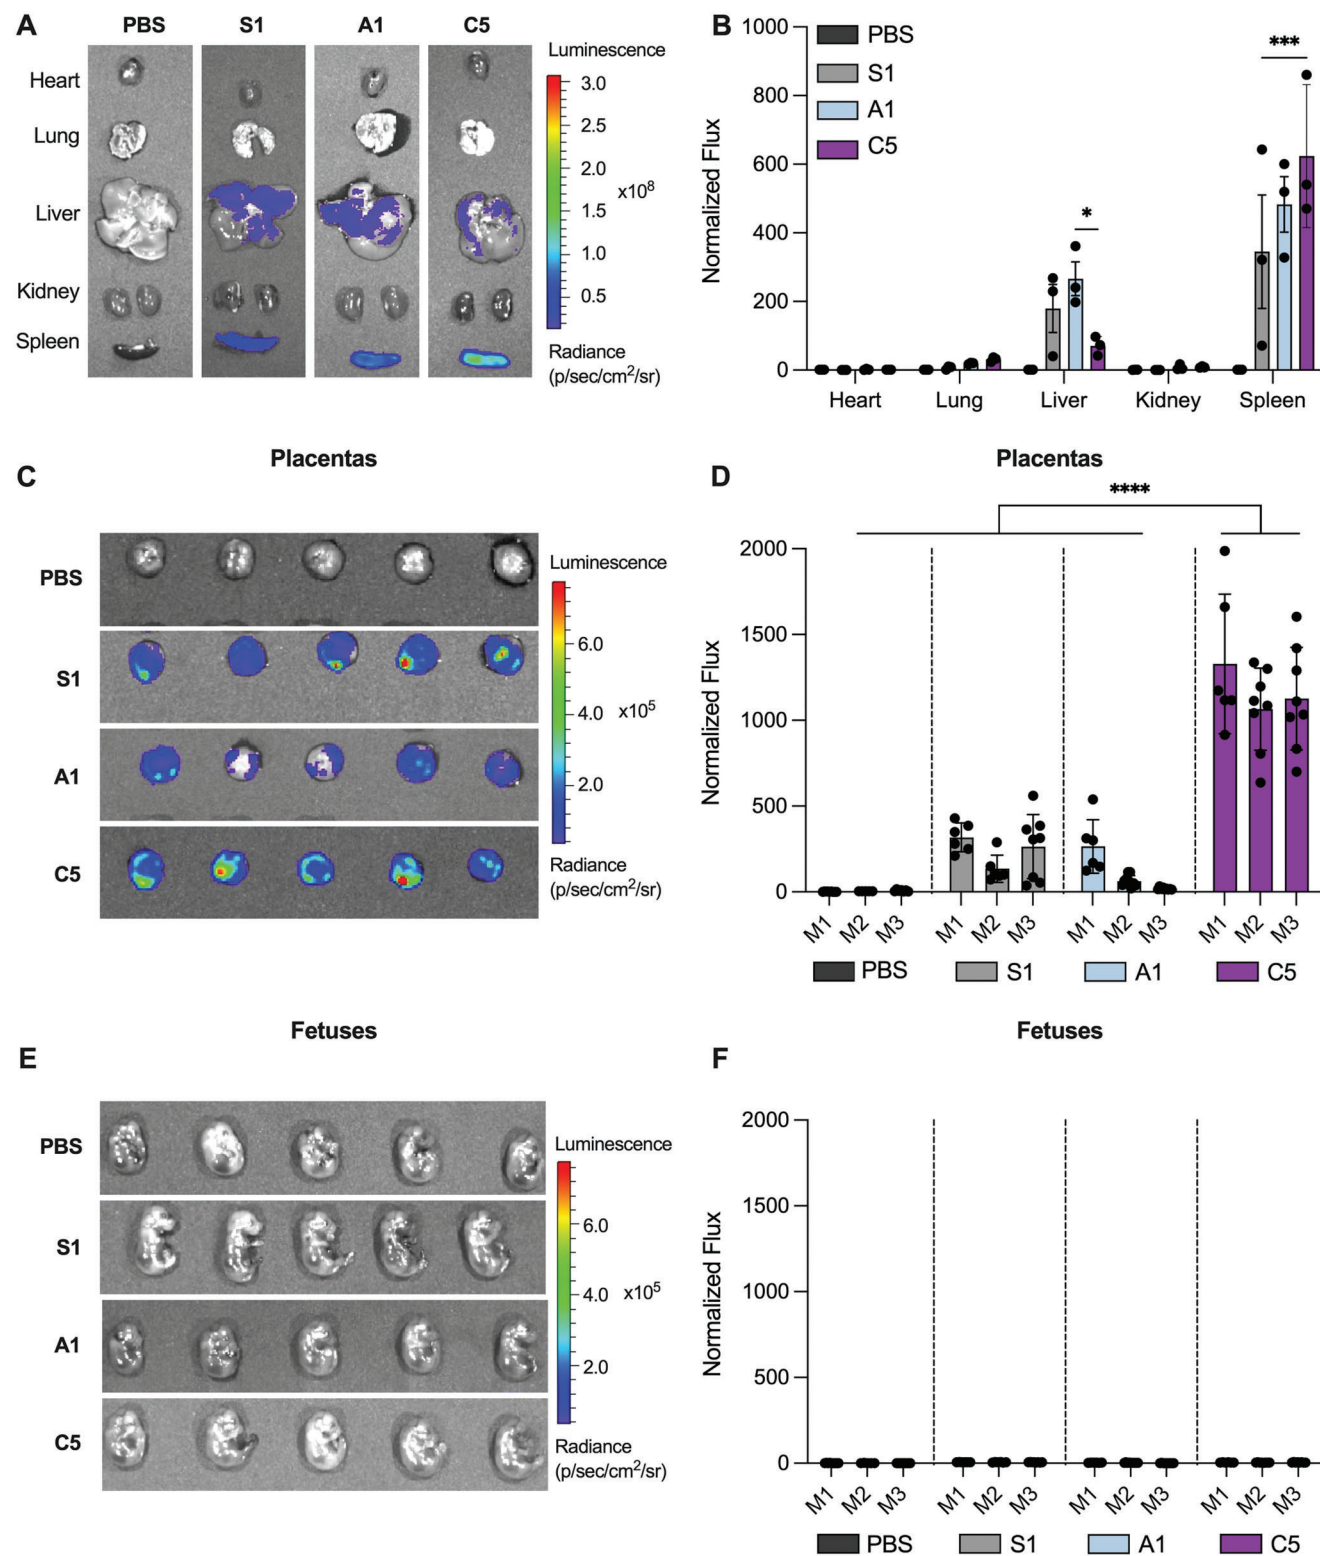 A
PBS S1 A1 C5
Heart
Lung
Liver
Kidney
Spleen
Luminescence
3.0
2.5
2.0
x10⁸
1.5
1.0
0.5
Radiance
(p/sec/cm²/sr)
B
Normalized Flux
1000
800
600
400
200
0
PBS
S1
A1
C5
*
***
Heart Lung Liver Kidney Spleen
C
Placentas
PBS
S1
A1
C5
Luminescence
6.0
4.0 x10⁵
2.0
Radiance
(p/sec/cm²/sr)
D
Placentas
****
Normalized Flux
2000
1500
1000
500
0
M1 M2 M3 M1 M2 M3 M1 M2 M3 M1 M2 M3
PBS S1 A1 C5
E
Fetuses
PBS
S1
A1
C5
Luminescence
6.0
4.0 x10⁵
2.0
Radiance
(p/sec/cm²/sr)
F
Fetuses
Normalized Flux
2000
1500
1000
500
0
M1 M2 M3 M1 M2 M3 M1 M2 M3 M1 M2 M3
PBS S1 A1 C5